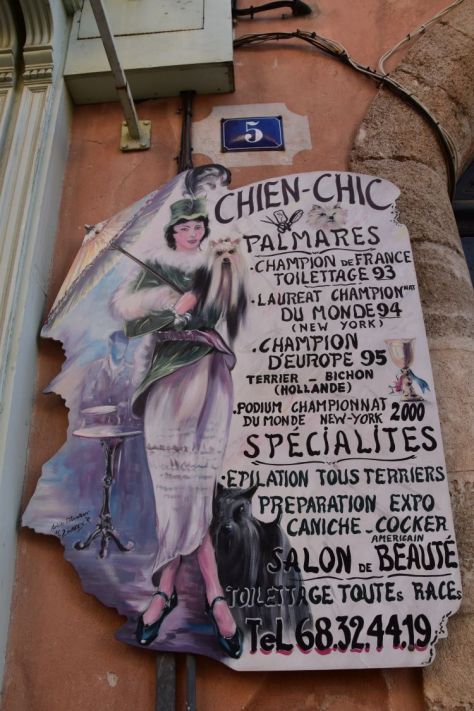 5
CHIEN-CHIC
PALMARES
·CHAMPION DE FRANCE
TOILETTAGE 93
·LAUREAT CHAMPIONNAT
DU MONDE 94
(NEW YORK)
·CHAMPION
D'EUROPE 95
TERRIER - BICHON
(HOLLANDE)
·PODIUM CHAMPIONNAT
DU MONDE NEW-YORK 2000
SPÉCIALITES
·EPILATION TOUS TERRIERS
PREPARATION EXPO
CANICHE - COCKER
AMERICAIN
SALON DE BEAUTÉ
TOILETTAGE TOUTES RACES
TeL 68.32.44.19